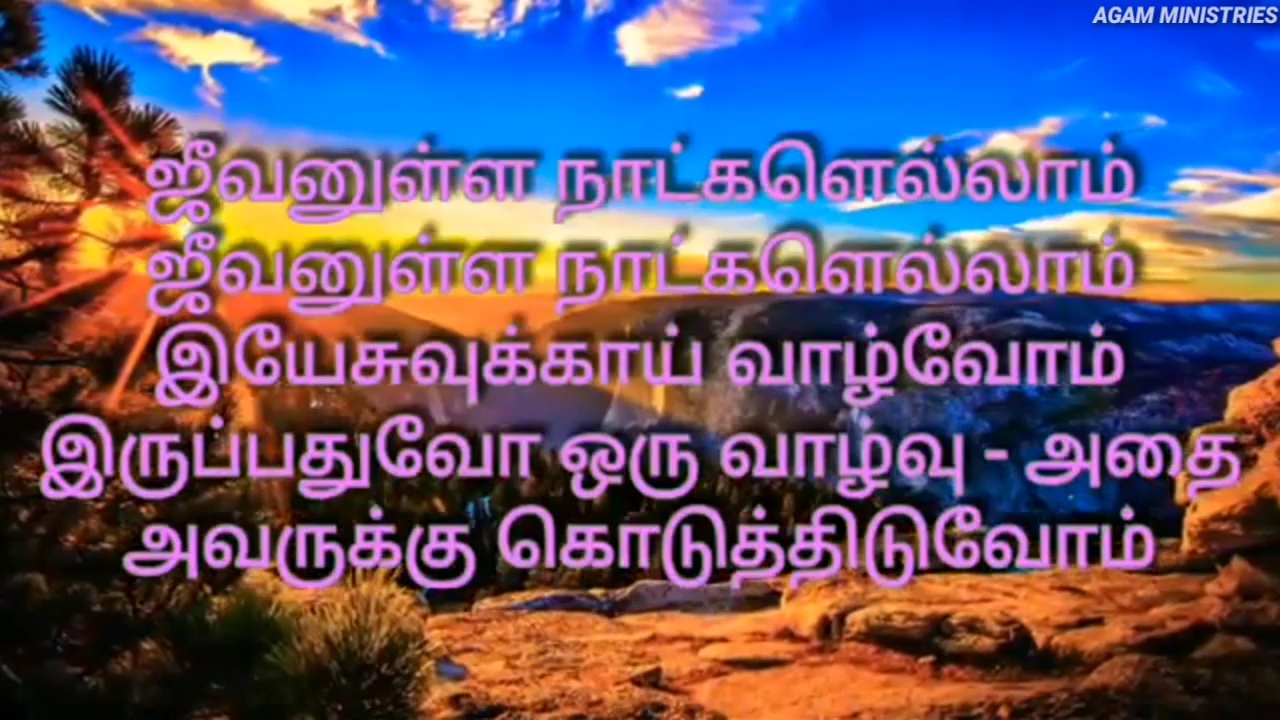 AGAM MINISTRIES
ஜீவனுள்ள நாட்களெல்லாம்
ஜீவனுள்ள நாட்களெல்லாம்
இயேசுவுக்காய் வாழ்வோம்
இருப்பதுவோ ஒரு வாழ்வு - அதை
அவருக்கு கொடுத்திடுவோம்